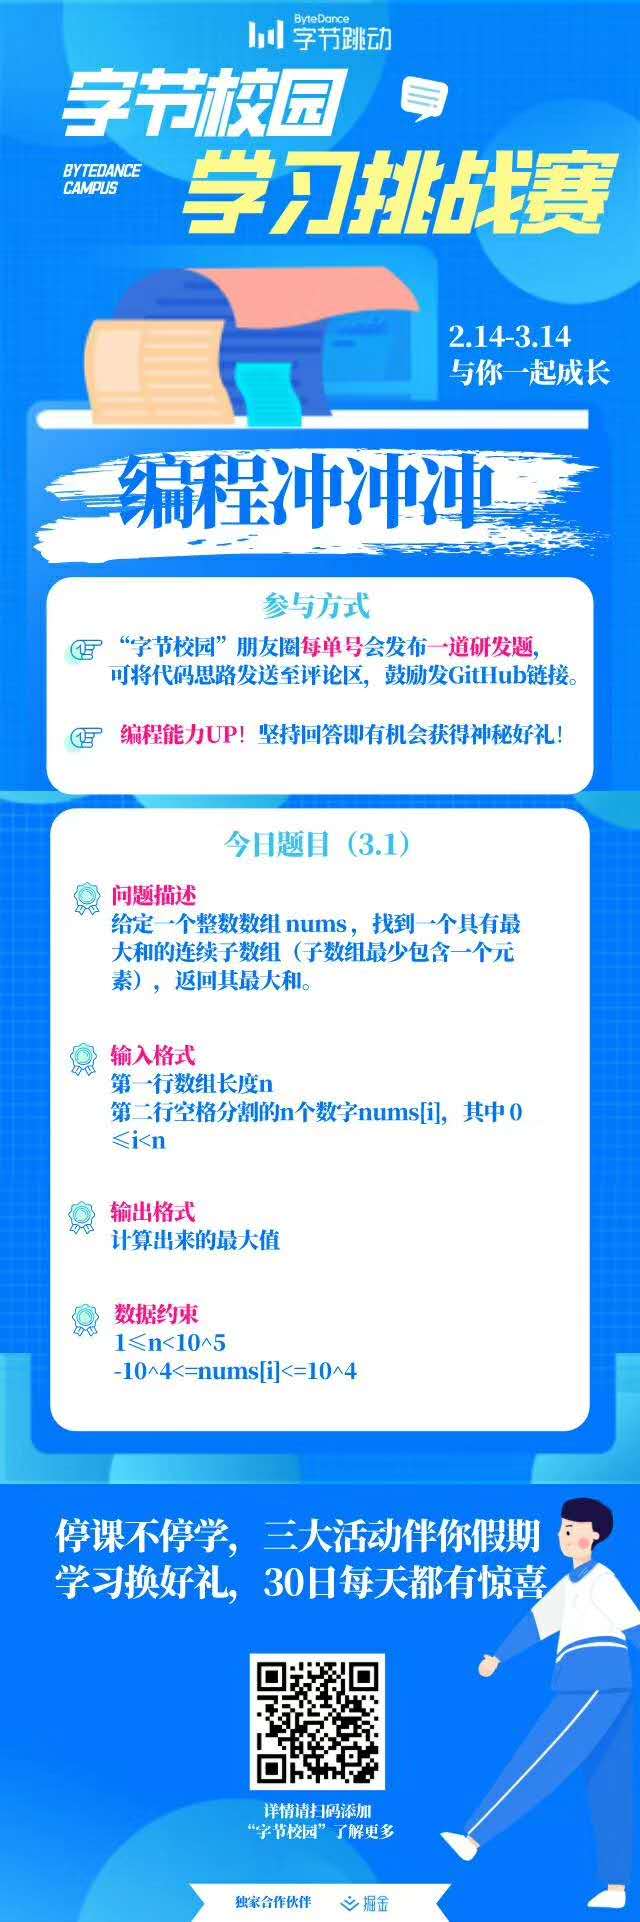 ByteDance
字节跳动
字节校园
BYTEDANCE
CAMPUS
学习挑战赛
2.14-3.14
与你一起成长
编程冲冲冲
参与方式
“字节校园”朋友圈每单号会发布一道研发题，
可将代码思路发送至评论区，鼓励发GitHub链接。
编程能力UP！坚持回答即有机会获得神秘好礼！
今日题目（3.1）
问题描述
给定一个整数数组 nums ，找到一个具有最
大和的连续子数组（子数组最少包含一个元
素），返回其最大和。
输入格式
第一行数组长度n
第二行空格分割的n个数字nums[i]，其中 0
≤i<n
输出格式
计算出来的最大值
数据约束
1≤n<10^5
-10^4<=nums[i]<=10^4
停课不停学，三大活动伴你假期
学习换好礼，30日每天都有惊喜
详情请扫码添加
“字节校园”了解更多
独家合作伙伴 掘金